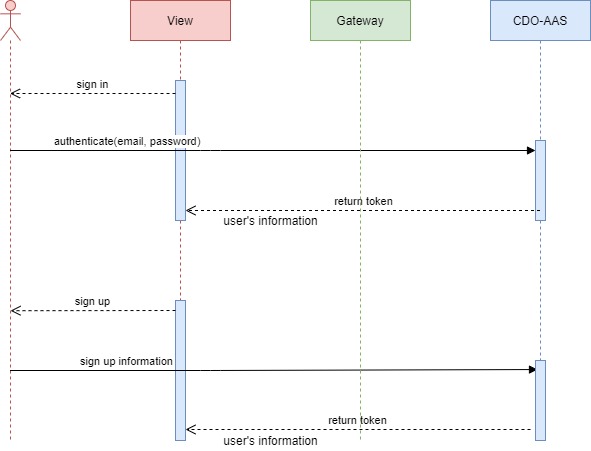 View
Gateway
CDO-AAS
sign in
authenticate(email, password)
return token
user's information
sign up
sign up information
return token
user's information